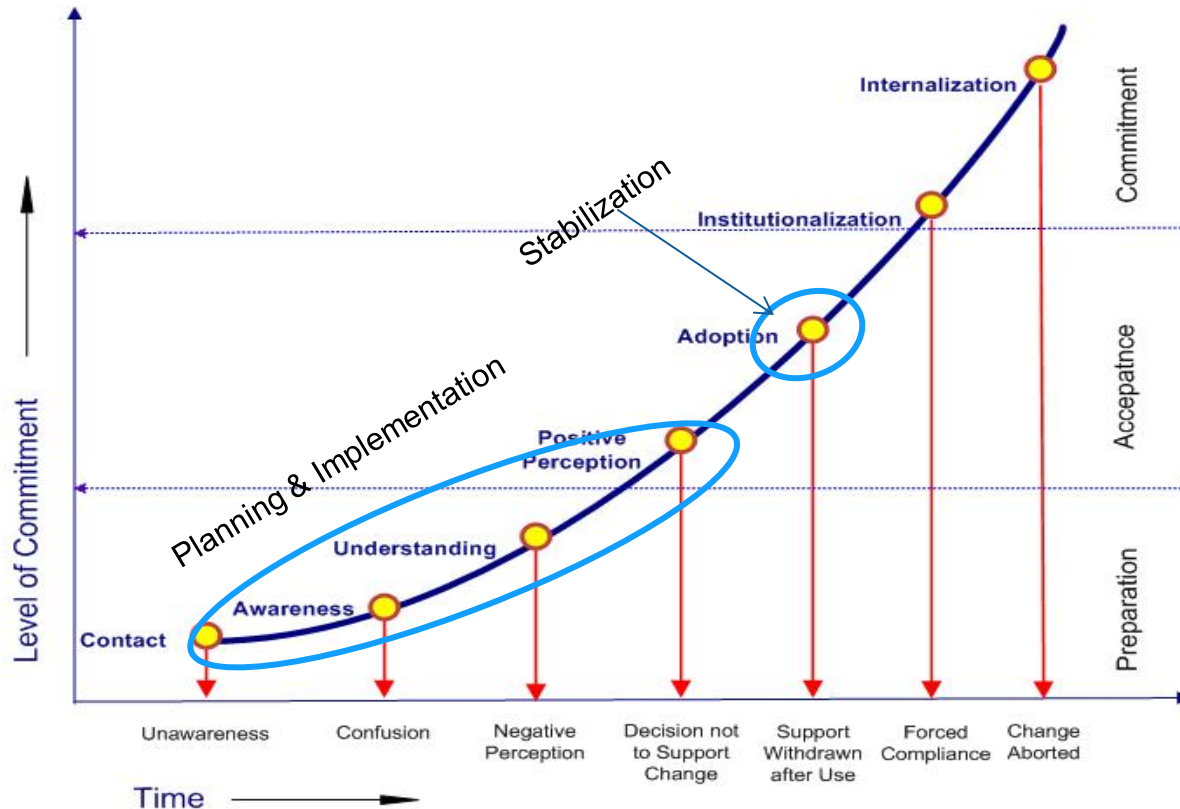 Internalization
Commitment
Stabilization
Institutionalization
Adoption
Accepatnce
Planning & Implementation
Positive
Perception
Level of Commitment
Understanding
Awareness
Contact
Preparation
Unawareness
Confusion
Negative
Perception
Decision not
to Support
Change
Support
Withdrawn
after Use
Forced
Compliance
Change
Aborted
Time